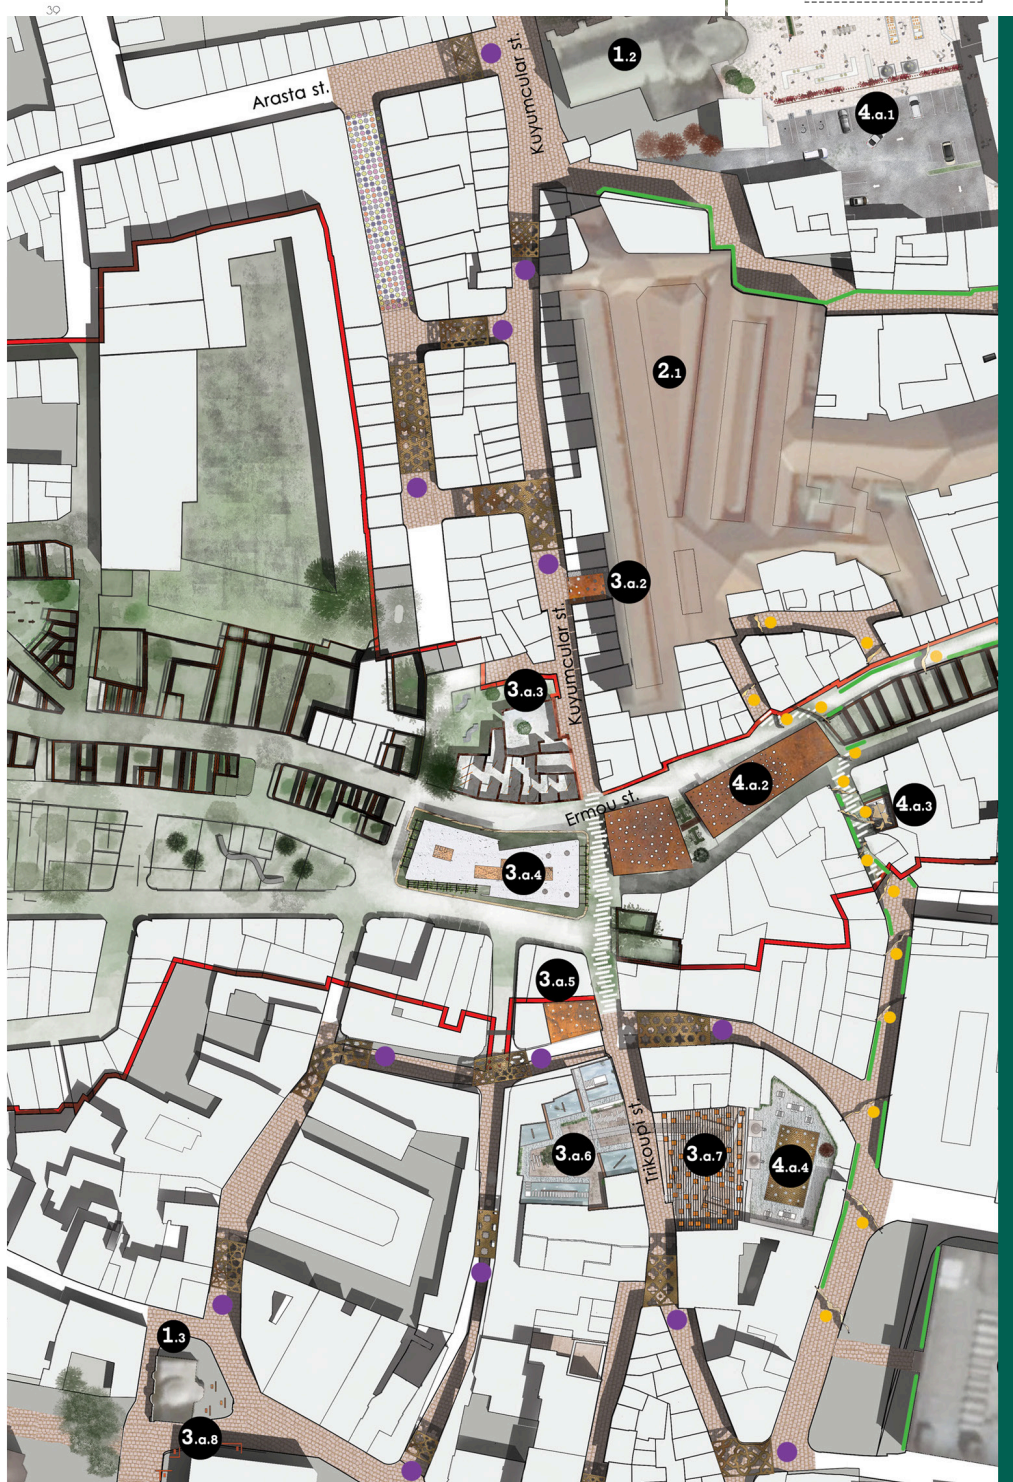 39
1.2
Kuyumcular st.
Arasta st.
4.a.1
2.1
3.a.2
Kuyumcular st.
3.a.3
4.a.2
Ermou st.
4.a.3
3.a.4
3.a.5
Trikoupi st.
3.a.6
3.a.7
4.a.4
1.3
3.a.8